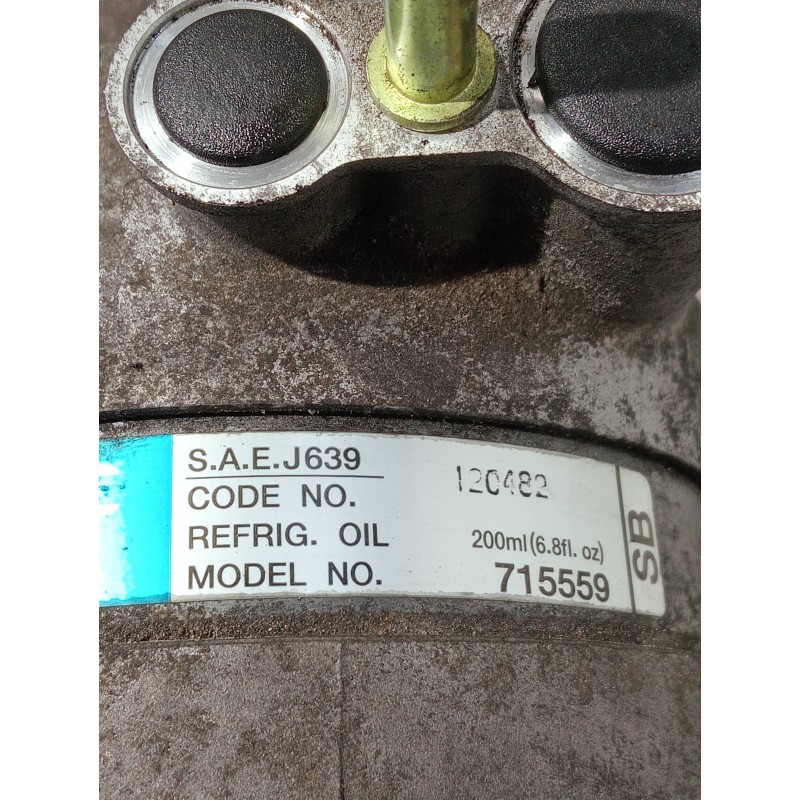 S.A.E.J639
CODE NO. 120482
REFRIG. OIL 200ml(6.8fl. oz)
MODEL NO. 715559
SB